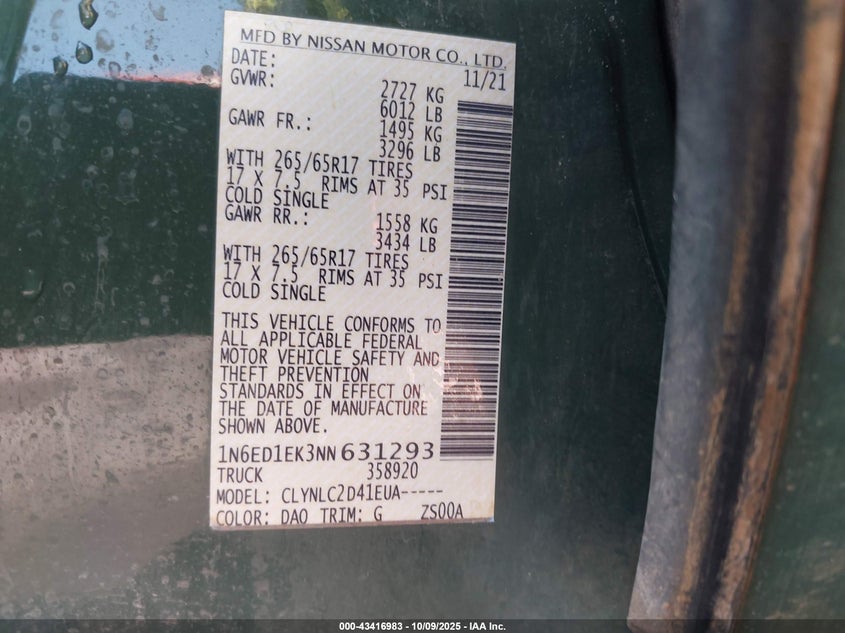 MFD BY NISSAN MOTOR CO., LTD.
DATE: 11/21
GVWR: 2727 KG
6012 LB
GAWR FR.: 1495 KG
3296 LB
WITH 265/65R17 TIRES
17 X 7.5 RIMS AT 35 PSI
COLD SINGLE
GAWR RR.: 1558 KG
3434 LB
WITH 265/65R17 TIRES
17 X 7.5 RIMS AT 35 PSI
COLD SINGLE
THIS VEHICLE CONFORMS TO
ALL APPLICABLE FEDERAL
MOTOR VEHICLE SAFETY AND
THEFT PREVENTION
STANDARDS IN EFFECT ON
THE DATE OF MANUFACTURE
SHOWN ABOVE.
1N6ED1EK3NN631293
TRUCK 358920
MODEL: CLYNLC2D41EUA-----
COLOR: DAO TRIM: G ZS00A
000-43416983 - 10/09/2025 - IAA Inc.